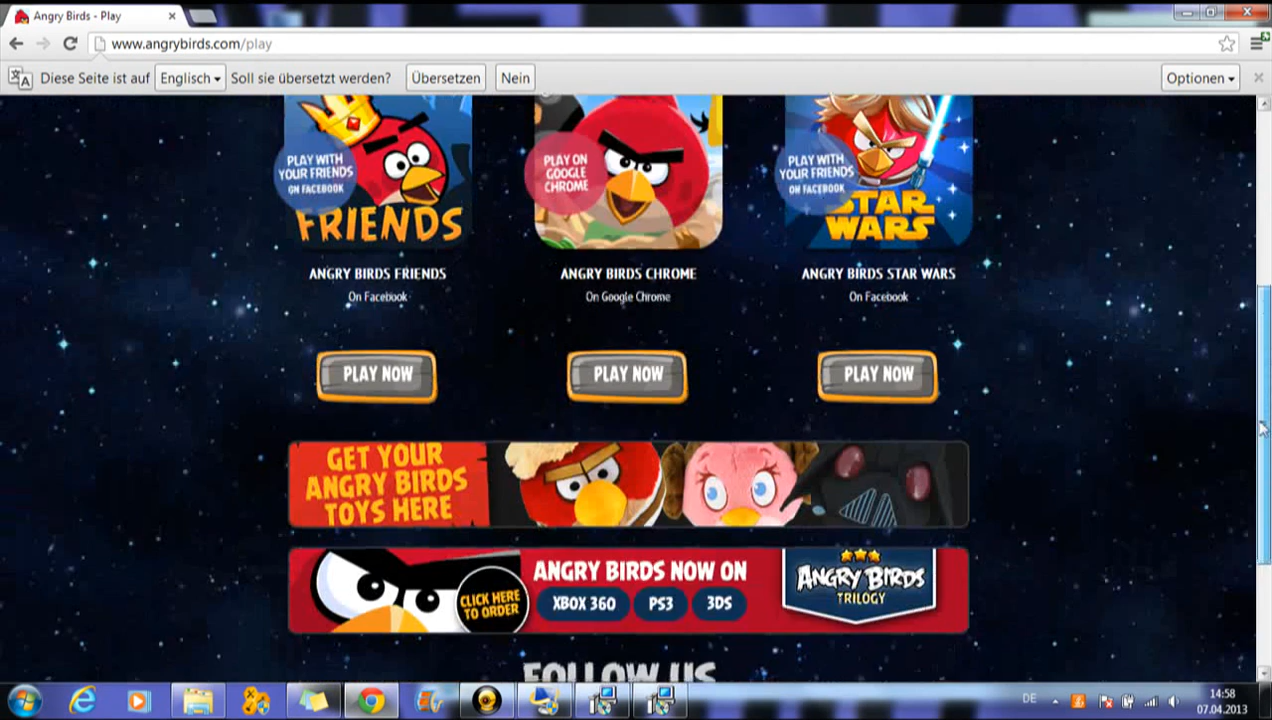 Angry Birds - Play
www.angrybirds.com/play
Diese Seite ist auf Englisch Soll sie übersetzt werden? Übersetzen Nein Optionen
PLAY WITH
YOUR FRIENDS
ON FACEBOOK
FRIENDS
PLAY ON
GOOGLE
CHROME
PLAY WITH
YOUR FRIENDS
ON FACEBOOK
STAR
WARS
ANGRY BIRDS FRIENDS
On Facebook
ANGRY BIRDS CHROME
On Google Chrome
ANGRY BIRDS STAR WARS
On Facebook
PLAY NOW
PLAY NOW
PLAY NOW
GET YOUR
ANGRY BIRDS
TOYS HERE
CLICK HERE
TO ORDER
ANGRY BIRDS NOW ON
XBOX 360 PS3 3DS
ANGRY BIRDS
TRILOGY
FOLLOW US
DE
14:58
07.04.2013